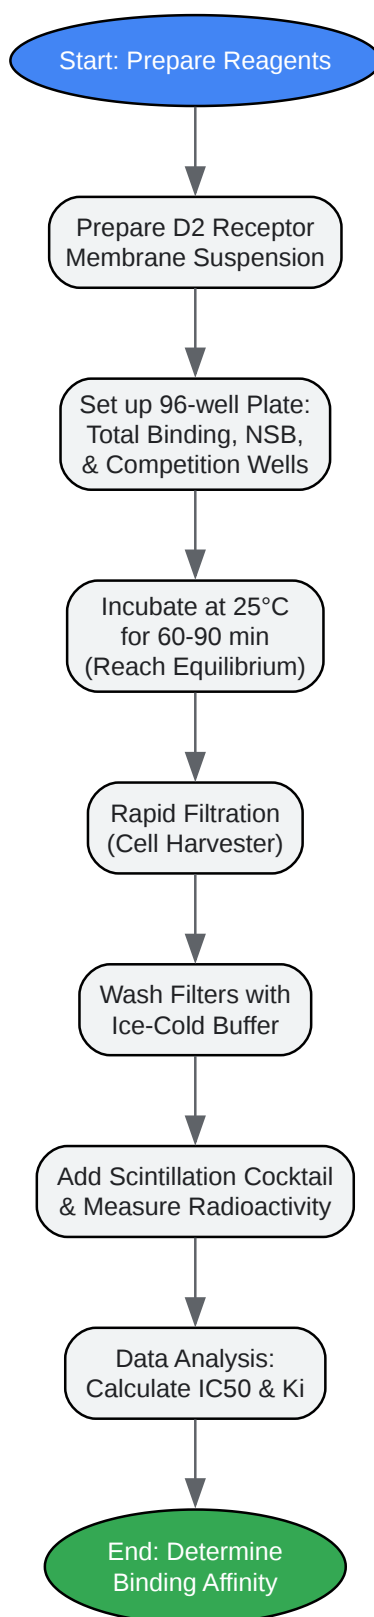 Start: Prepare Reagents
Prepare D2 Receptor
Membrane Suspension
Set up 96-well Plate:
Total Binding, NSB,
& Competition Wells
Incubate at 25°C
for 60-90 min
(Reach Equilibrium)
Rapid Filtration
(Cell Harvester)
Wash Filters with
Ice-Cold Buffer
Add Scintillation Cocktail
& Measure Radioactivity
Data Analysis:
Calculate IC50 & Ki
End: Determine
Binding Affinity